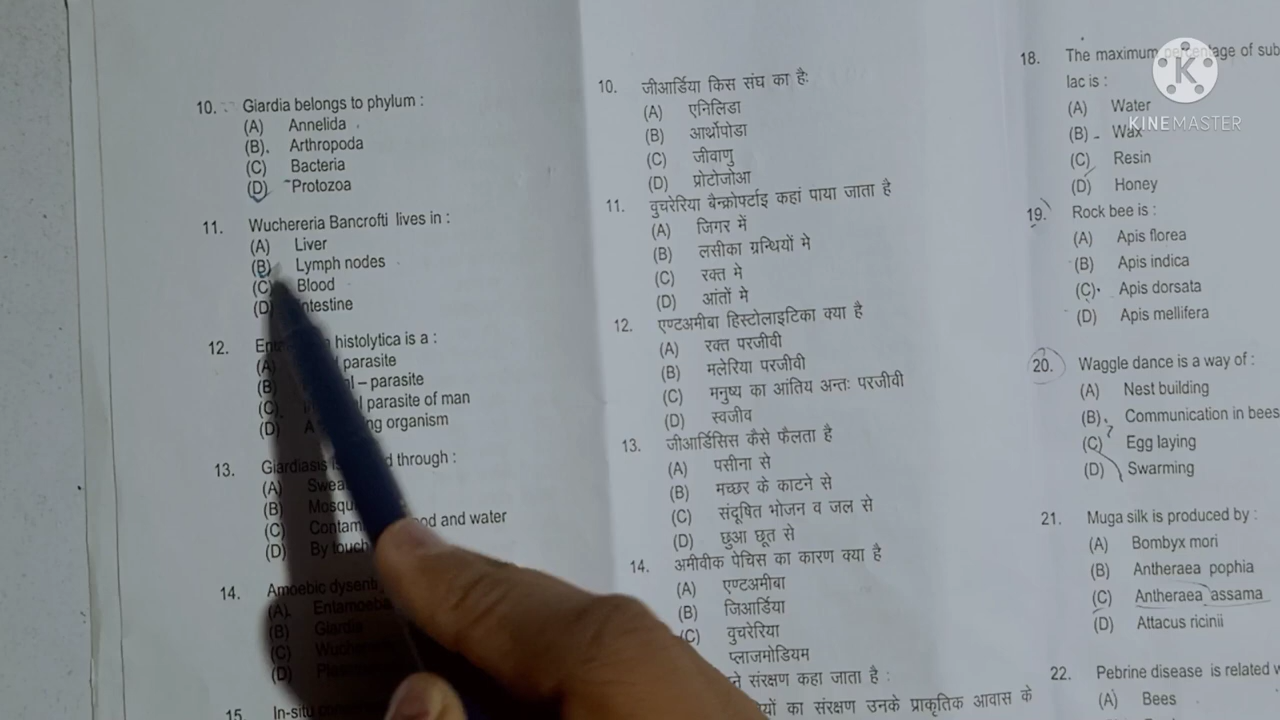 10. Giardia belongs to phylum :
(A) Annelida
(B) Arthropoda
(C) Bacteria
(D) Protozoa
11. Wuchereria Bancrofti lives in :
(A) Liver
(B) Lymph nodes
(C) Blood
(D) Intestine
12. histolytica is a :
(A) parasite
(B) – parasite
(C) parasite of man
(D) A organism
13. Giardiasis is through :
(A)
(B)
(C) and water
(D) By touch
14. Amoebic
(A) Entamoeba
(B) Giardia
(C)
(D)
15 In-situ
10. जीआर्डिया किस संघ का हैः
(A) एनिलिडा
(B) आर्थोपोडा
(C) जीवाणु
(D) प्रोटोजोआ
11. वुचरेरिया बैन्क्रोपर्टाइ कहां पाया जाता है
(A) जिगर में
(B) लसीका ग्रन्थियों मे
(C) रक्त मे
(D) आंतों मे
12. एण्टअमीबा हिस्टोलाइटिका क्या है
(A) रक्त परजीवी
(B) मलेरिया परजीवी
(C) मनुष्य का आंतिय अन्तः परजीवी
(D) स्वजीव
13. जीआर्डिसिस कैसे फैलता है
(A) पसीना से
(B) मच्छर के काटने से
(C) संदूषित भोजन व जल से
(D) छुआ छूत से
14. अमीवीक पेचिस का कारण क्या है
(A) एण्टअमीबा
(B) जिआर्डिया
(C) वुचरेरिया
प्लाजमोडियम
संरक्षण कहा जाता है :
का संरक्षण उनके प्राकृतिक आवास के
18. The maximum percentage of sub
lac is :
(A) Water
(B) Wax
(C) Resin
(D) Honey
19. Rock bee is :
(A) Apis florea
(B) Apis indica
(C) Apis dorsata
(D) Apis mellifera
20. Waggle dance is a way of :
(A) Nest building
(B) Communication in bees
(C) Egg laying
(D) Swarming
21. Muga silk is produced by :
(A) Bombyx mori
(B) Antheraea pophia
(C) Antheraea assama
(D) Attacus ricinii
22. Pebrine disease is related
(A) Bees
K
KINEMASTER